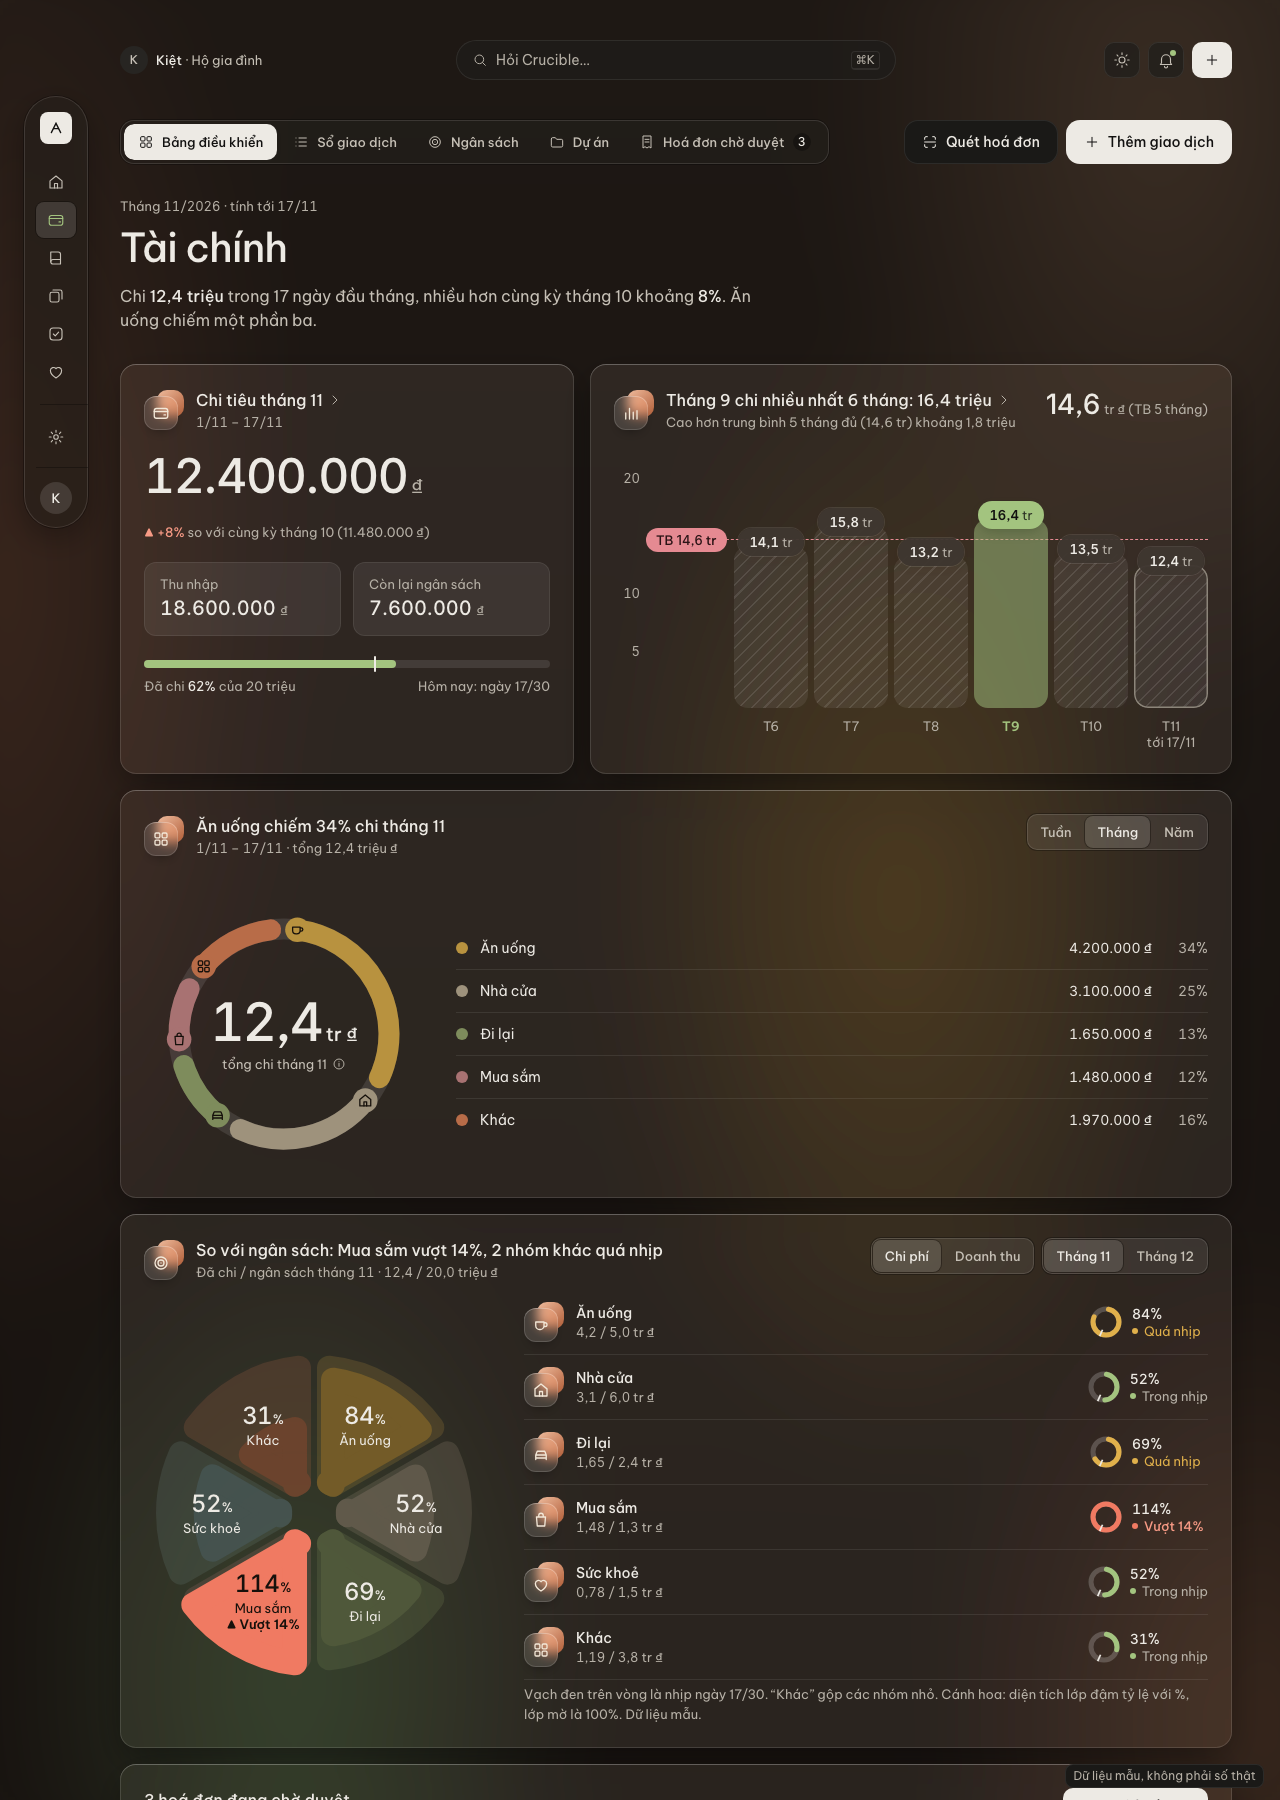 K Kiệt · Hộ gia đình
Hỏi Crucible... ⌘K
A
Bảng điều khiển
Sổ giao dịch
Ngân sách
Dự án
Hoá đơn chờ duyệt 3
Quét hoá đơn
Thêm giao dịch
K
Tháng 11/2026 · tính tới 17/11
Tài chính
Chi 12,4 triệu trong 17 ngày đầu tháng, nhiều hơn cùng kỳ tháng 10 khoảng 8%. Ăn
uống chiếm một phần ba.
Chi tiêu tháng 11
1/11 – 17/11
12.400.000 ₫
▲ +8% so với cùng kỳ tháng 10 (11.480.000 ₫)
Thu nhập
18.600.000 ₫
Còn lại ngân sách
7.600.000 ₫
Đã chi 62% của 20 triệu
Hôm nay: ngày 17/30
Tháng 9 chi nhiều nhất 6 tháng: 16,4 triệu
Cao hơn trung bình 5 tháng đủ (14,6 tr) khoảng 1,8 triệu
14,6 tr ₫ (TB 5 tháng)
20
10
5
TB 14,6 tr
14,1 tr
15,8 tr
13,2 tr
16,4 tr
13,5 tr
12,4 tr
T6
T7
T8
T9
T10
T11
tới 17/11
Ăn uống chiếm 34% chi tháng 11
1/11 – 17/11 · tổng 12,4 triệu ₫
Tuần
Tháng
Năm
12,4 tr ₫
tổng chi tháng 11
Ăn uống 4.200.000 ₫ 34%
Nhà cửa 3.100.000 ₫ 25%
Đi lại 1.650.000 ₫ 13%
Mua sắm 1.480.000 ₫ 12%
Khác 1.970.000 ₫ 16%
So với ngân sách: Mua sắm vượt 14%, 2 nhóm khác quá nhịp
Đã chi / ngân sách tháng 11 · 12,4 / 20,0 triệu ₫
Chi phí
Doanh thu
Tháng 11
Tháng 12
31%
Khác
84%
Ăn uống
52%
Sức khoẻ
52%
Nhà cửa
114%
Mua sắm
▲ Vượt 14%
69%
Đi lại
Ăn uống
4,2 / 5,0 tr ₫
84%
Quá nhịp
Nhà cửa
3,1 / 6,0 tr ₫
52%
Trong nhịp
Đi lại
1,65 / 2,4 tr ₫
69%
Quá nhịp
Mua sắm
1,48 / 1,3 tr ₫
114%
Vượt 14%
Sức khoẻ
0,78 / 1,5 tr ₫
52%
Trong nhịp
Khác
1,19 / 3,8 tr ₫
31%
Trong nhịp
Vạch đen trên vòng là nhịp ngày 17/30. “Khác” gộp các nhóm nhỏ. Cánh hoa: diện tích lớp đậm tỷ lệ với %,
lớp mờ là 100%. Dữ liệu mẫu.
Dữ liệu mẫu, không phải số thật
3 hoá đơn đang chờ duyệt